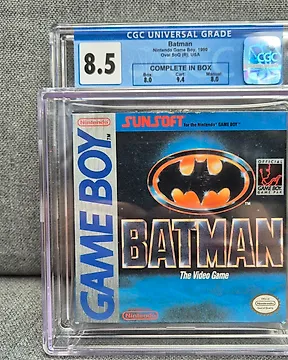 CGC UNIVERSAL GRADE
8.5
Batman
Nintendo Game Boy, 1990
Oval SoQ (R), USA
COMPLETE IN BOX
Box: Cart: Manual:
8.0 9.4 8.0
CGC
Nintendo
GAME BOY
SUNSOFT
for the Nintendo GAME BOY
OFFICIAL
GAME BOY
BATMAN
The Video Game
Nintendo